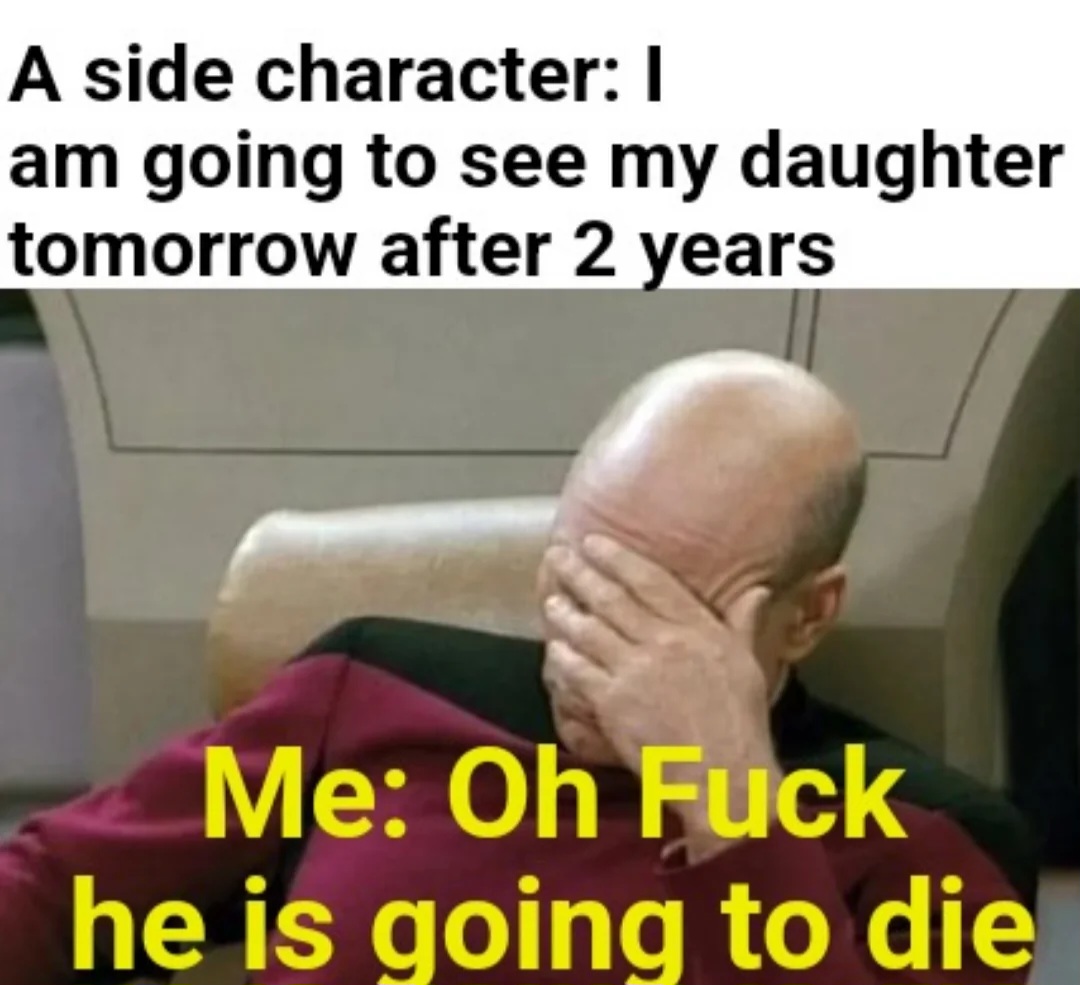 A side character: I
am going to see my daughter
tomorrow after 2 years
Me: Oh Fuck
he is going to die